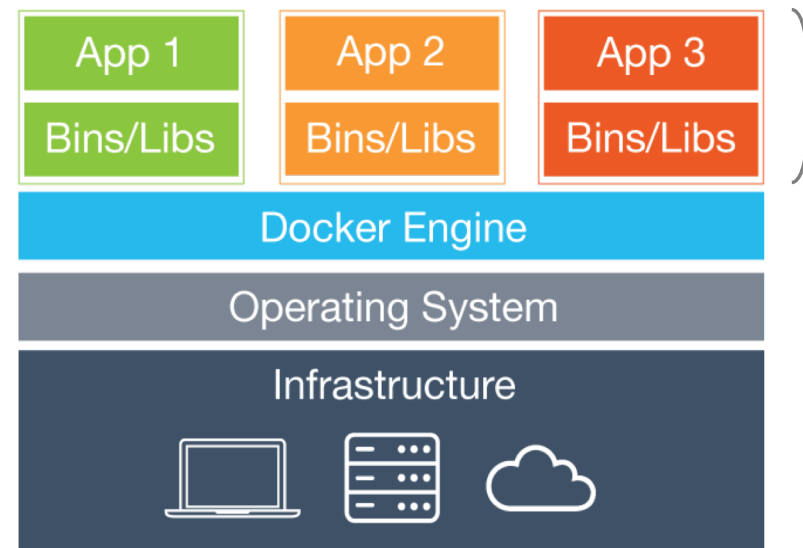 App 1
App 2
App 3
Bins/Libs
Bins/Libs
Bins/Libs
Docker Engine
Operating System
Infrastructure